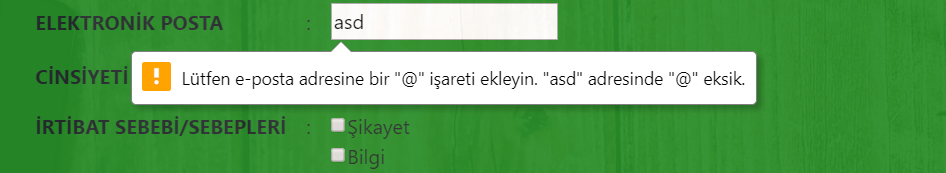 ELEKTRONİK POSTA : asd
Lütfen e-posta adresine bir "@" işareti ekleyin. "asd" adresinde "@" eksik.
CİNSİYETİ
İRTİBAT SEBEBİ/SEBEPLERİ : Şikayet
Bilgi